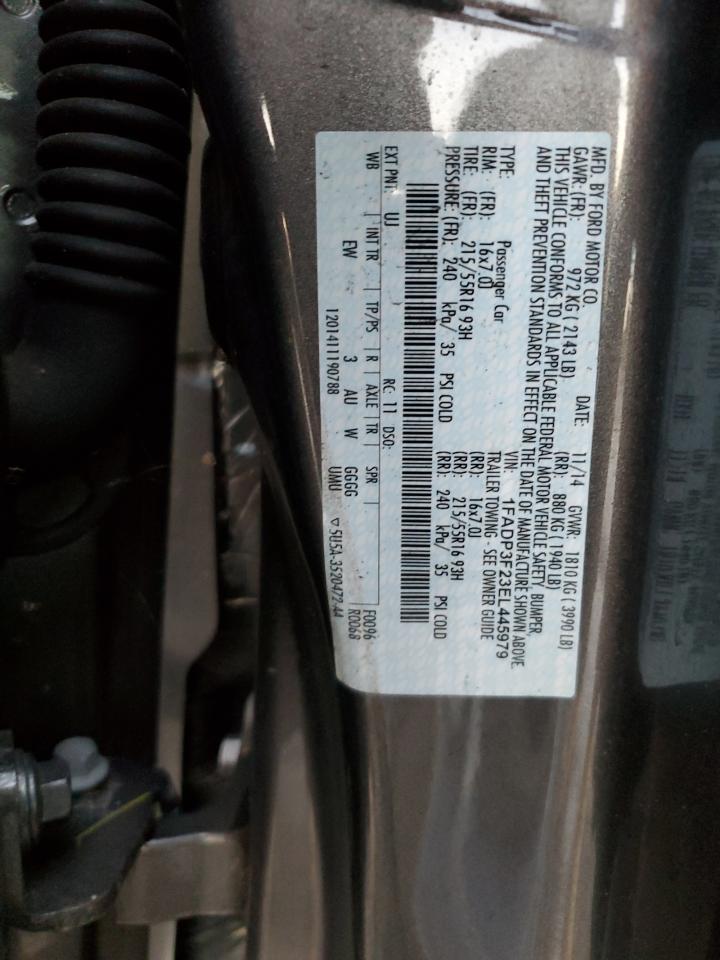 MFD. BY FORD MOTOR CO.
DATE: 11/14 GVWR: 1810 KG ( 3990 LB)
GAWR: (FR): 972 KG ( 2143 LB) (RR): 880 KG ( 1940 LB)
THIS VEHICLE CONFORMS TO ALL APPLICABLE FEDERAL MOTOR VEHICLE SAFETY, BUMPER,
AND THEFT PREVENTION STANDARDS IN EFFECT ON THE DATE OF MANUFACTURE SHOWN ABOVE.
VIN: 1FADP3F23EL445979
TYPE: Passenger Car TRAILER TOWING - SEE OWNER GUIDE
RIM: (FR): 16x7.0J (RR): 16x7.0J
TIRE: (FR): 215/55R16 93H (RR): 215/55R16 93H
PRESSURE: (FR): 240 kPa/ 35 PSI COLD (RR): 240 kPa/ 35 PSI COLD
EXT PNT: UJ RC: 11 DSO: F0096
WB INT TR TP/PS R AXLE TR SPR R0068
EW 3 AU W GGGG
UMU ▽ 5U5A-3520472-44
1201411190788